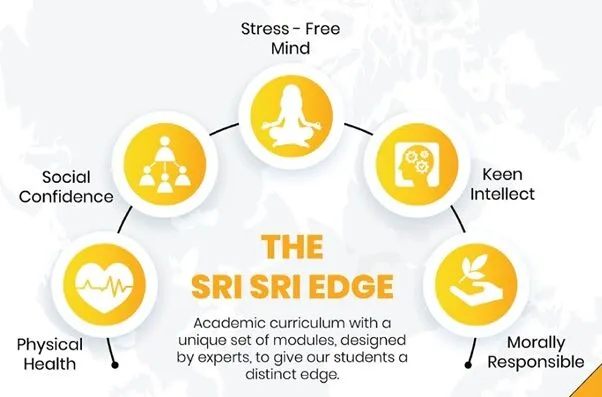 Stress - Free
Mind
Social
Confidence
Keen
Intellect
THE
SRI SRI EDGE
Academic curriculum with a
unique set of modules, designed
by experts, to give our students a
distinct edge.
Physical
Health
Morally
Responsible